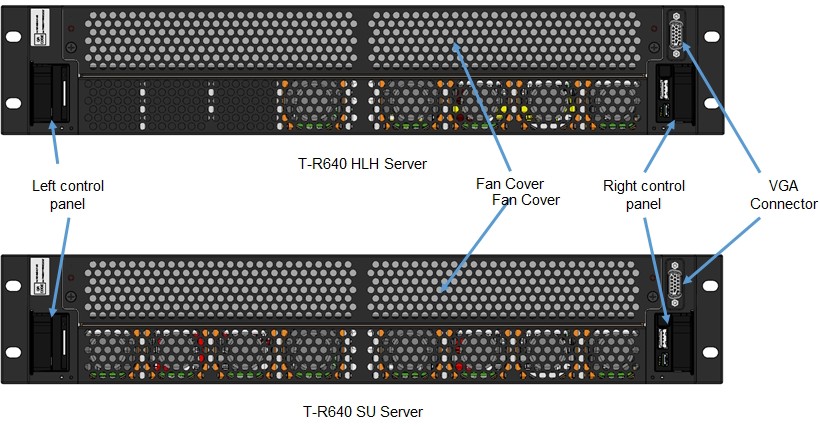 T-R640 HLH Server
Left control
panel
Fan Cover
Fan Cover
Right control
panel
VGA
Connector
T-R640 SU Server